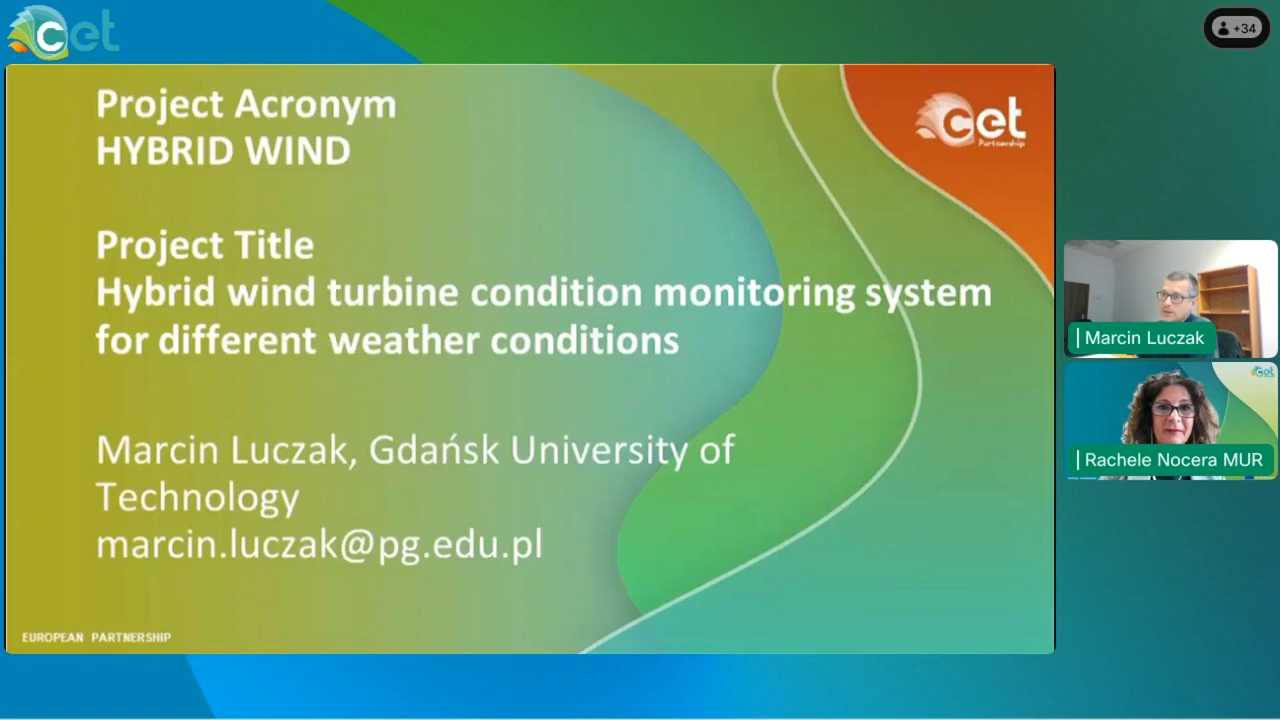 cet
+34
Project Acronym
HYBRID WIND
cet
Partnership
Project Title
Hybrid wind turbine condition monitoring system
for different weather conditions
Marcin Luczak, Gdańsk University of
Technology
marcin.luczak@pg.edu.pl
EUROPEAN PARTNERSHIP
Marcin Luczak
cet
Rachele Nocera MUR